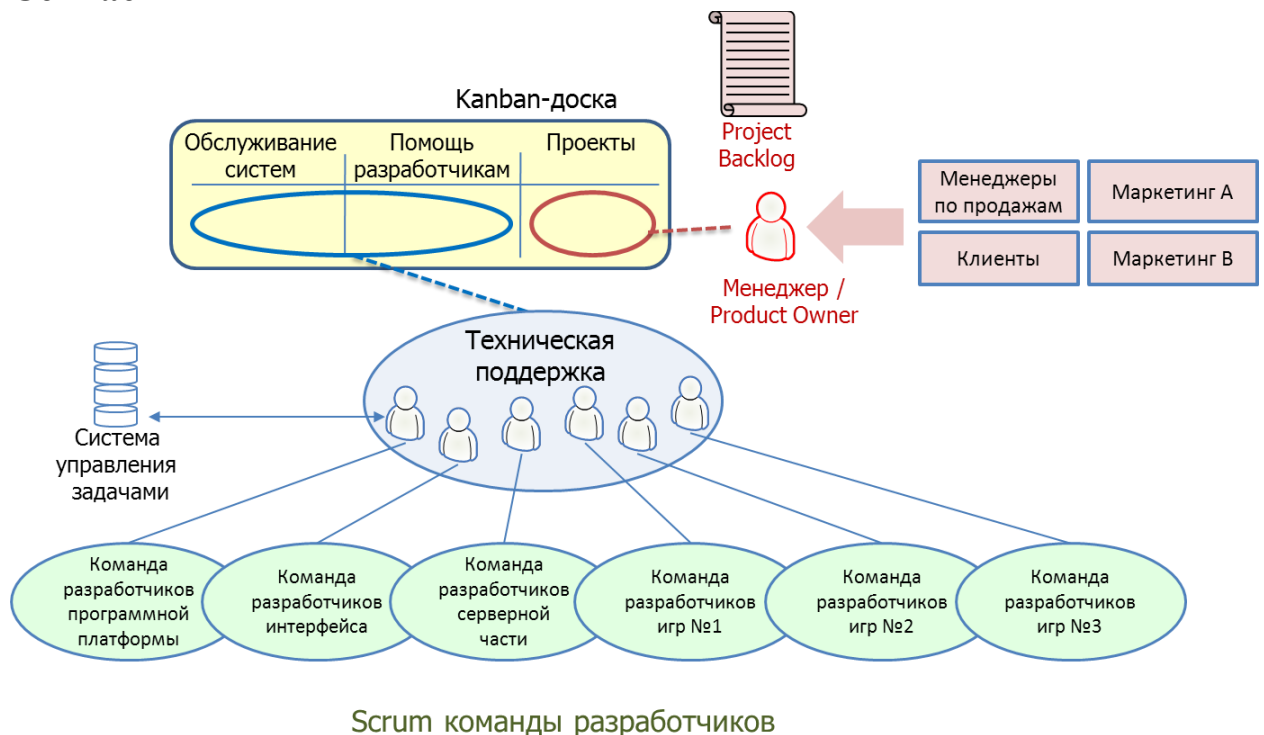 Kanban-доска
Обслуживание
систем
Помощь
разработчикам
Проекты
Project
Backlog
Менеджер /
Product Owner
Менеджеры
по продажам
Маркетинг А
Клиенты
Маркетинг В
Техническая
поддержка
Система
управления
задачами
Команда
разработчиков
программной
платформы
Команда
разработчиков
интерфейса
Команда
разработчиков
серверной
части
Команда
разработчиков
игр №1
Команда
разработчиков
игр №2
Команда
разработчиков
игр №3
Scrum команды разработчиков